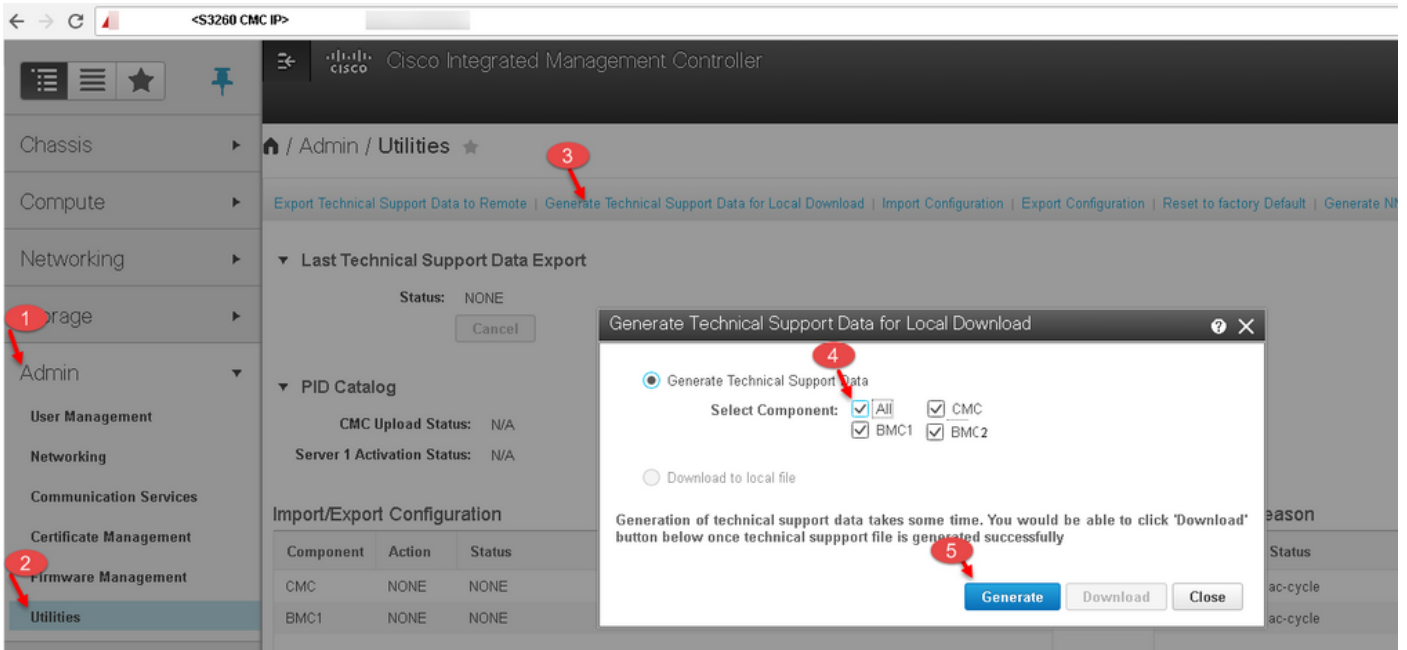 <S3260 CMC IP>
cisco Cisco Integrated Management Controller
Chassis
Compute
Networking
Storage
1
Admin
User Management
Networking
Communication Services
Certificate Management
2
Firmware Management
Utilities
/ Admin / Utilities
3
Export Technical Support Data to Remote | Generate Technical Support Data for Local Download | Import Configuration | Export Configuration | Reset to factory Default | Generate
Last Technical Support Data Export
Status: NONE
Cancel
PID Catalog
CMC Upload Status: N/A
Server 1 Activation Status: N/A
Import/Export Configuration
Component Action Status
CMC NONE NONE
BMC1 NONE NONE
Generate Technical Support Data for Local Download
4
Generate Technical Support Data
Select Component: All CMC
BMC1 BMC2
Download to local file
Generation of technical support data takes some time. You would be able to click 'Download'
button below once technical suppport file is generated successfully
5
Generate Download Close
eason
Status
ac-cycle
ac-cycle